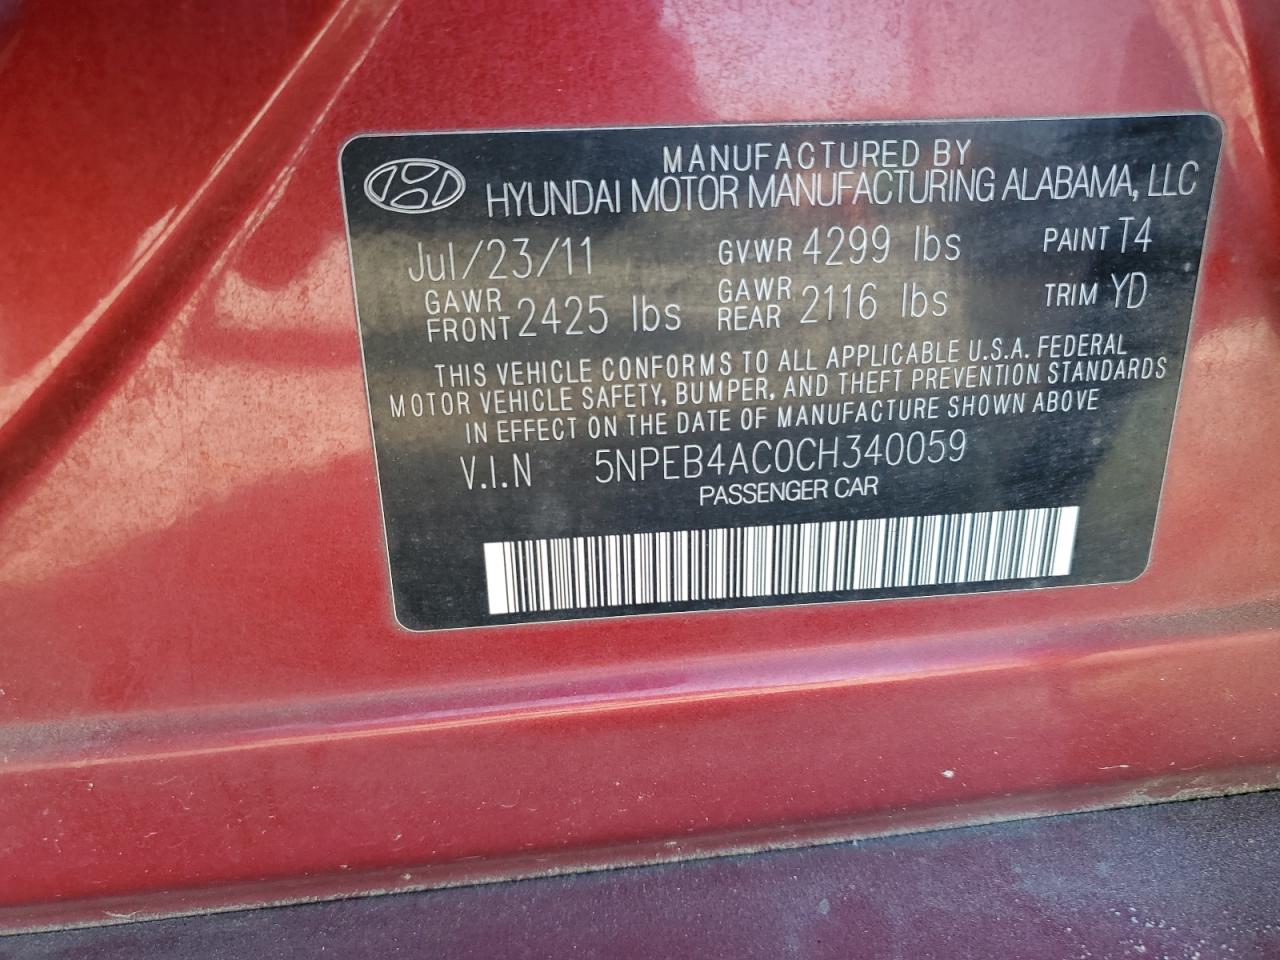 MANUFACTURED BY
HYUNDAI MOTOR MANUFACTURING ALABAMA, LLC
Jul/23/11 GVWR 4299 lbs PAINT T4
GAWR FRONT 2425 lbs GAWR REAR 2116 lbs TRIM YD
THIS VEHICLE CONFORMS TO ALL APPLICABLE U.S.A. FEDERAL
MOTOR VEHICLE SAFETY, BUMPER, AND THEFT PREVENTION STANDARDS
IN EFFECT ON THE DATE OF MANUFACTURE SHOWN ABOVE
V.I.N 5NPEB4AC0CH340059
PASSENGER CAR